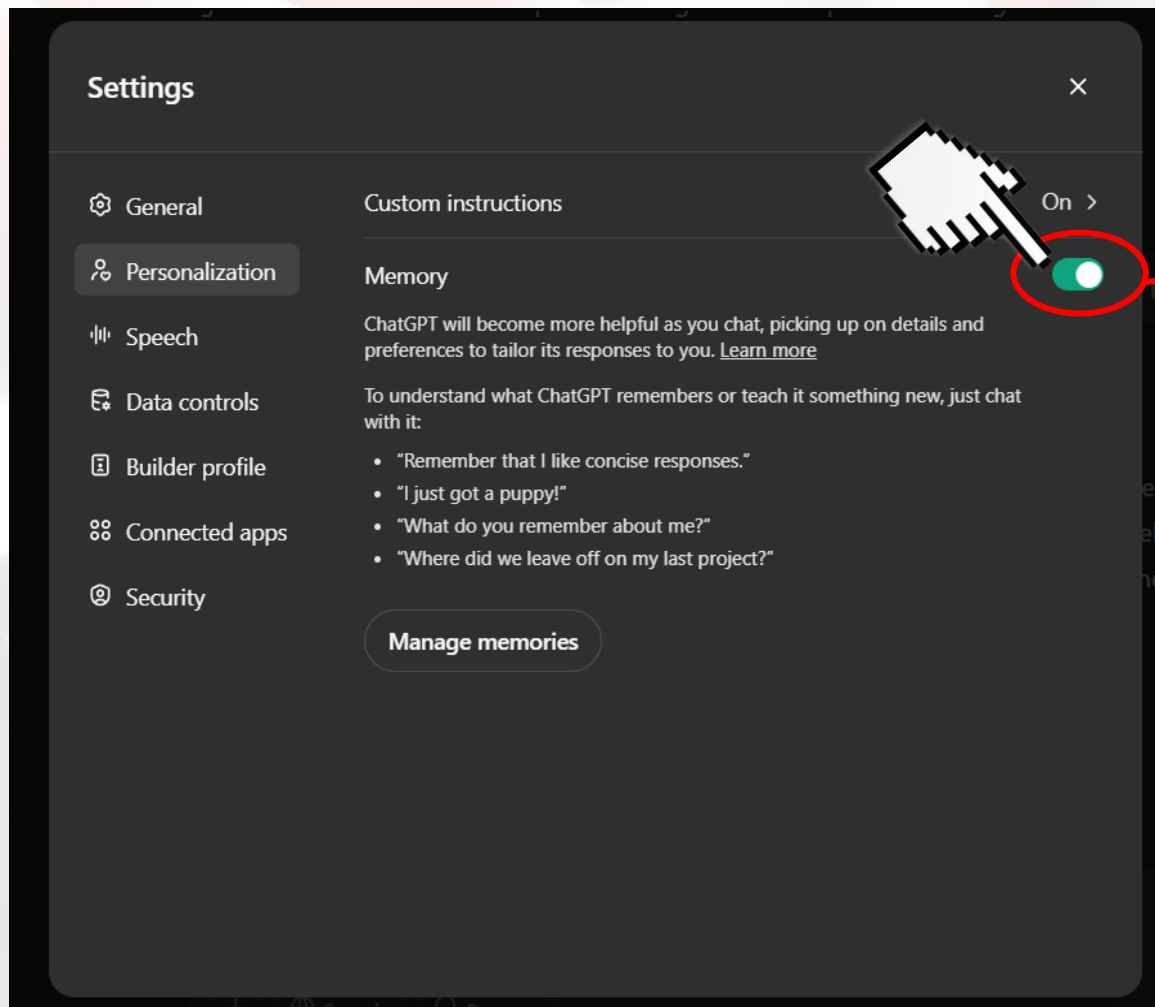 Settings
General
Personalization
Speech
Data controls
Builder profile
Connected apps
Security
Custom instructions
On
Memory
ChatGPT will become more helpful as you chat, picking up on details and
preferences to tailor its responses to you. Learn more
To understand what ChatGPT remembers or teach it something new, just chat
with it:
• “Remember that I like concise responses.”
• “I just got a puppy!”
• “What do you remember about me?”
• “Where did we leave off on my last project?”
Manage memories